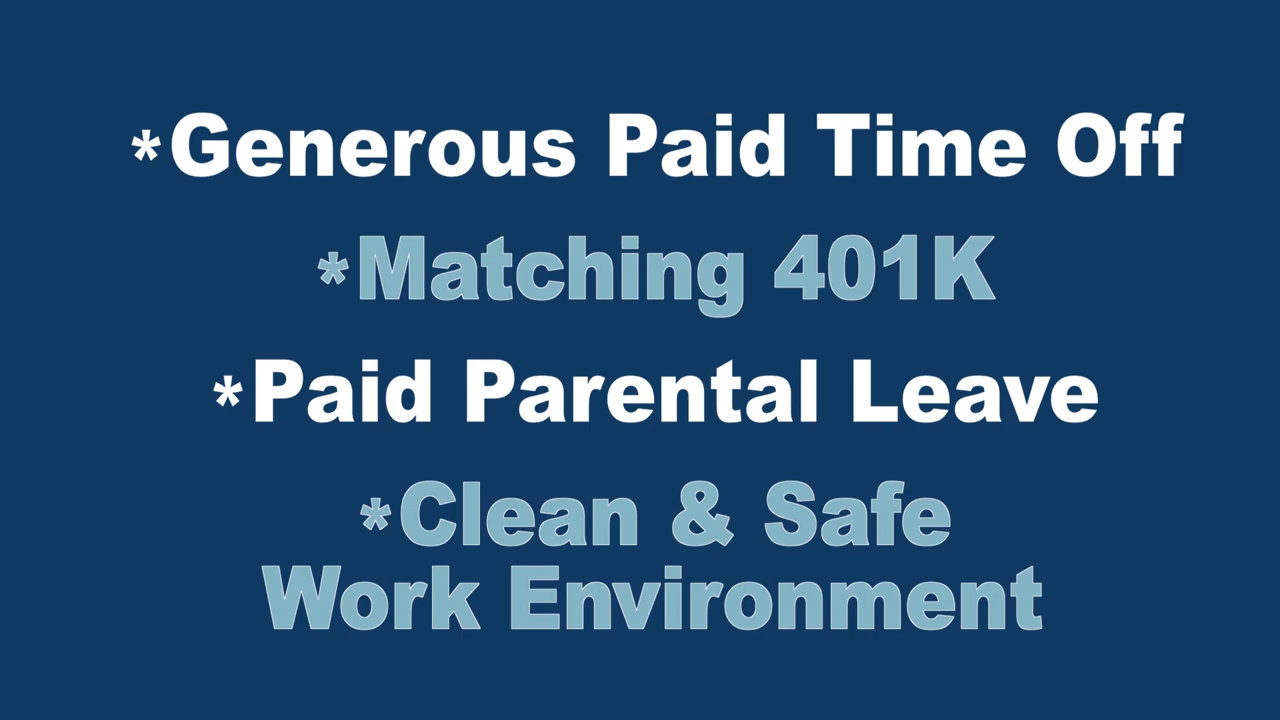 *Generous Paid Time Off
*Matching 401K
*Paid Parental Leave
*Clean & Safe
Work Environment